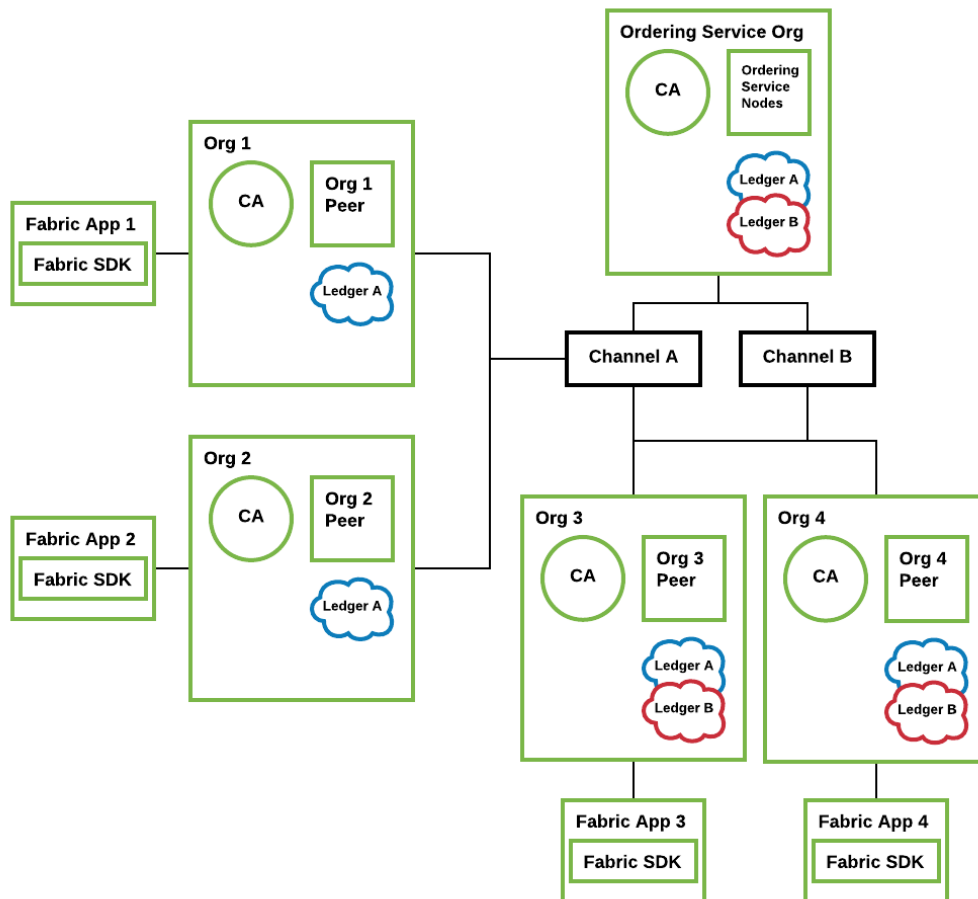 Ordering Service Org
CA
Ordering
Service
Nodes
Ledger A
Ledger B
Org 1
CA
Org 1
Peer
Ledger A
Fabric App 1
Fabric SDK
Channel A
Channel B
Org 2
CA
Org 2
Peer
Ledger A
Fabric App 2
Fabric SDK
Org 3
CA
Org 3
Peer
Ledger A
Ledger B
Org 4
CA
Org 4
Peer
Ledger A
Ledger B
Fabric App 3
Fabric SDK
Fabric App 4
Fabric SDK